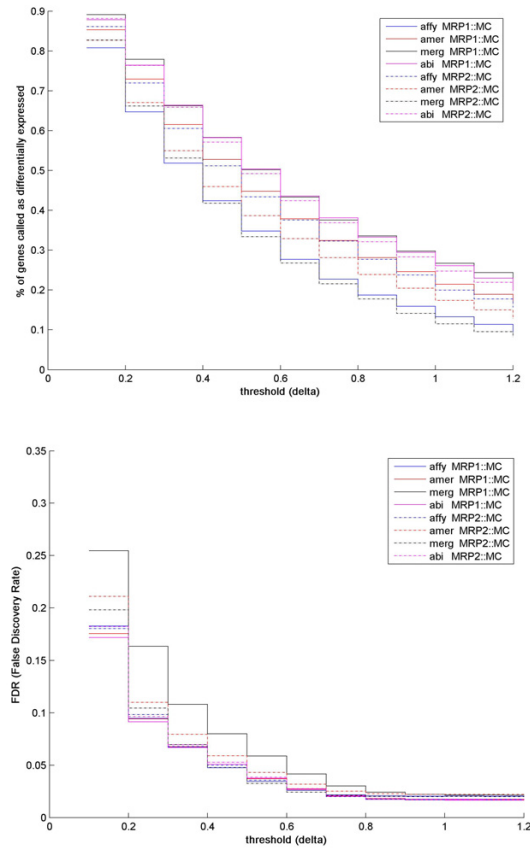 % of genes called as differentially expressed
0.9
0.8
0.7
0.6
0.5
0.4
0.3
0.2
0.1
0
0 0.2 0.4 0.6 0.8 1 1.2
threshold (delta)
affy MRP1::MC
amer MRP1::MC
merg MRP1::MC
abi MRP1::MC
affy MRP2::MC
amer MRP2::MC
merg MRP2::MC
abi MRP2::MC
FDR (False Discovery Rate)
0.35
0.3
0.25
0.2
0.15
0.1
0.05
0
0 0.2 0.4 0.6 0.8 1 1.2
threshold (delta)
affy MRP1::MC
amer MRP1::MC
merg MRP1::MC
abi MRP1::MC
affy MRP2::MC
amer MRP2::MC
merg MRP2::MC
abi MRP2::MC